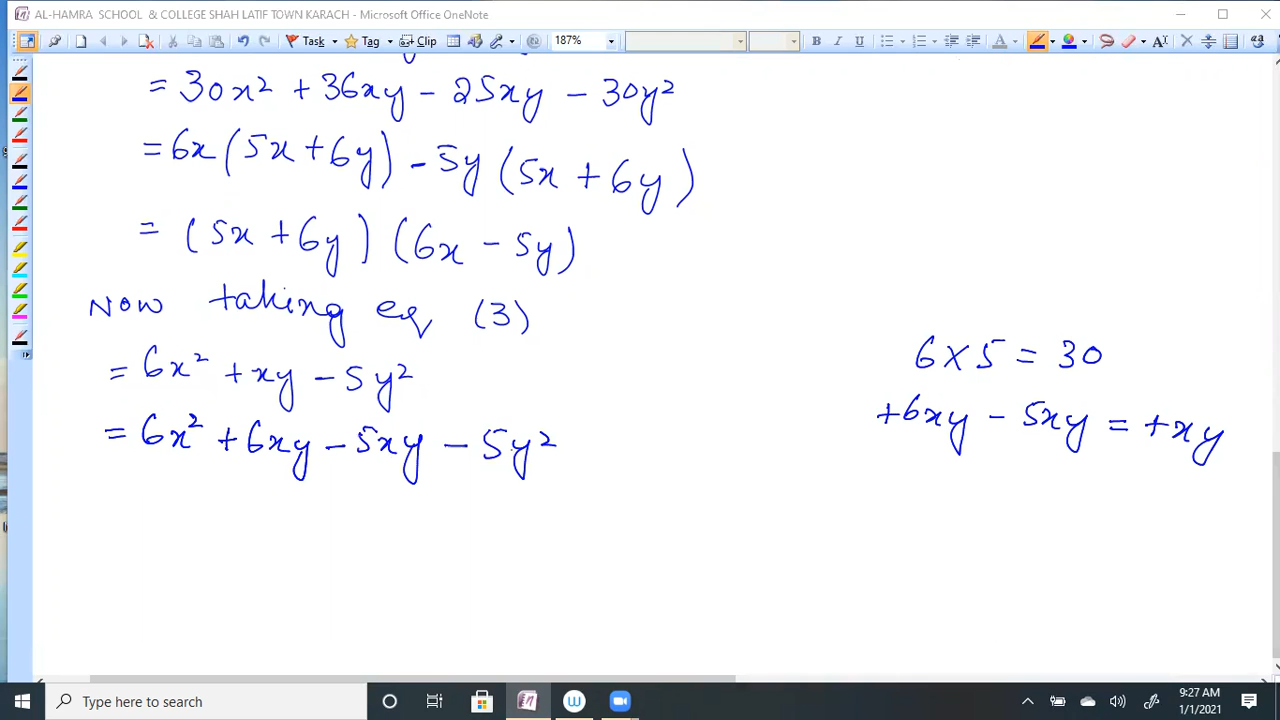 AL-HAMRA SCHOOL & COLLEGE SHAH LATIF TOWN KARACH - Microsoft Office OneNote
Task Tag Clip 187% B I U
= 30x² + 36xy - 25xy - 30y²
= 6x (5x + 6y) - 5y (5x + 6y)
= (5x + 6y) (6x - 5y)
Now taking eq (3)
= 6x² + xy - 5y²
= 6x² + 6xy - 5xy - 5y²
6 × 5 = 30
+6xy - 5xy = +xy
Type here to search
9:27 AM
1/1/2021